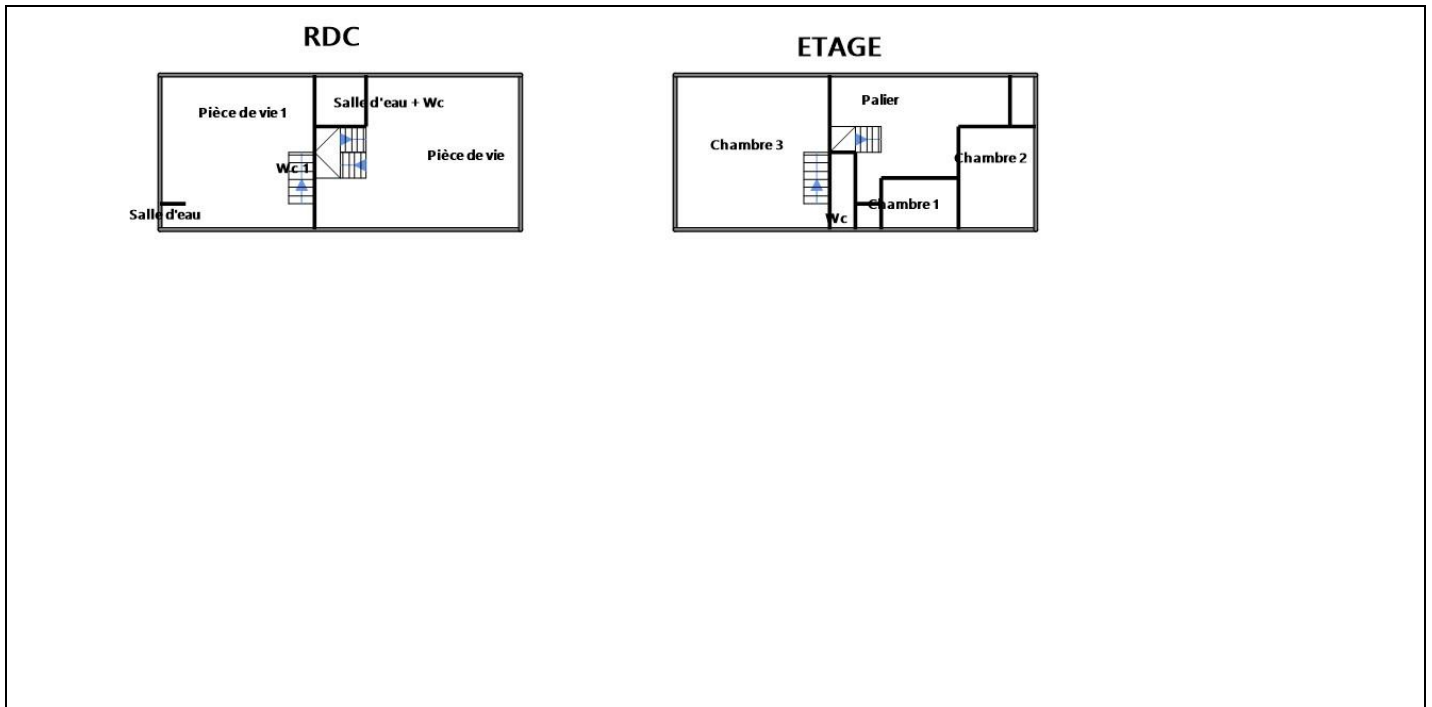 RDC
Pièce de vie 1
Salle d'eau + Wc
Pièce de vie
Wc 1
Salle d'eau
ETAGE
Palier
Chambre 3
Chambre 2
Chambre 1
Wc